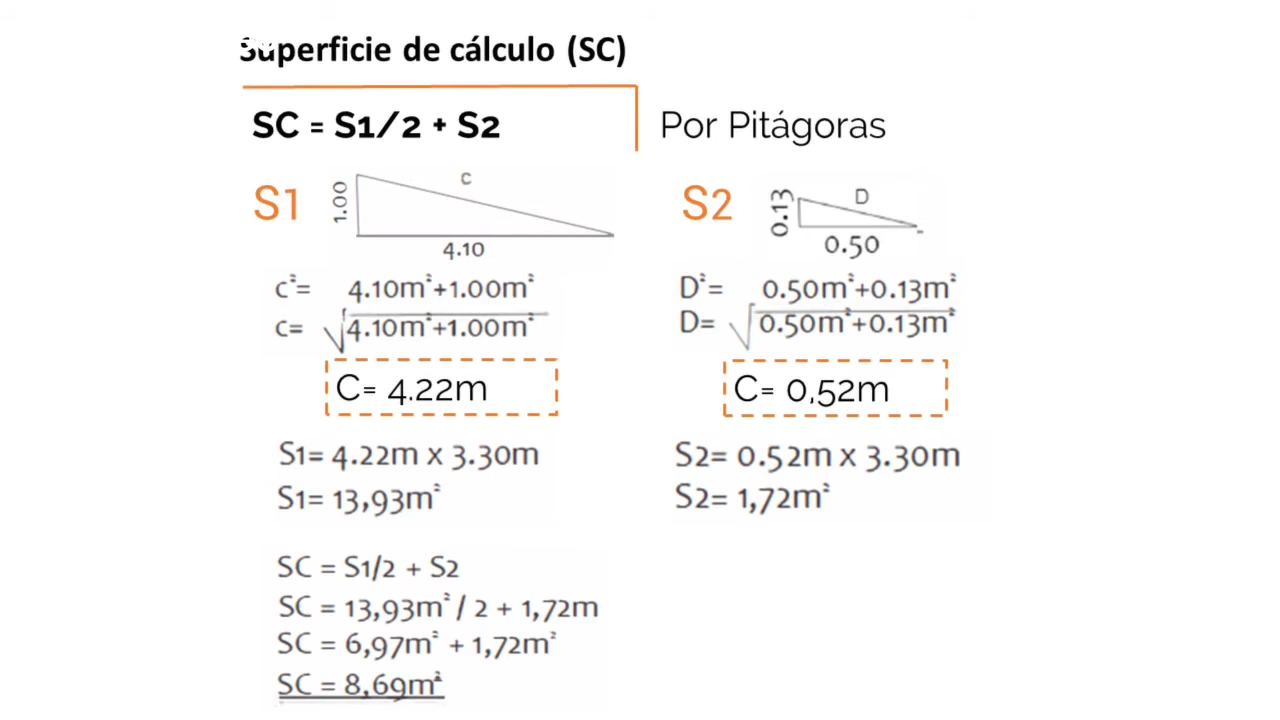 Superficie de cálculo (SC)
SC = S1/2 + S2
Por Pitágoras
S1
1.00
c
4.10
c²= 4.10m²+1.00m²
c= √4.10m²+1.00m²
C= 4.22m
S1= 4.22m x 3.30m
S1= 13,93m²
S2
0.13
D
0.50
D²= 0.50m²+0.13m²
D= √0.50m²+0.13m²
C= 0,52m
S2= 0.52m x 3.30m
S2= 1,72m²
SC = S1/2 + S2
SC = 13,93m² / 2 + 1,72m
SC = 6,97m² + 1,72m²
SC = 8,69m²